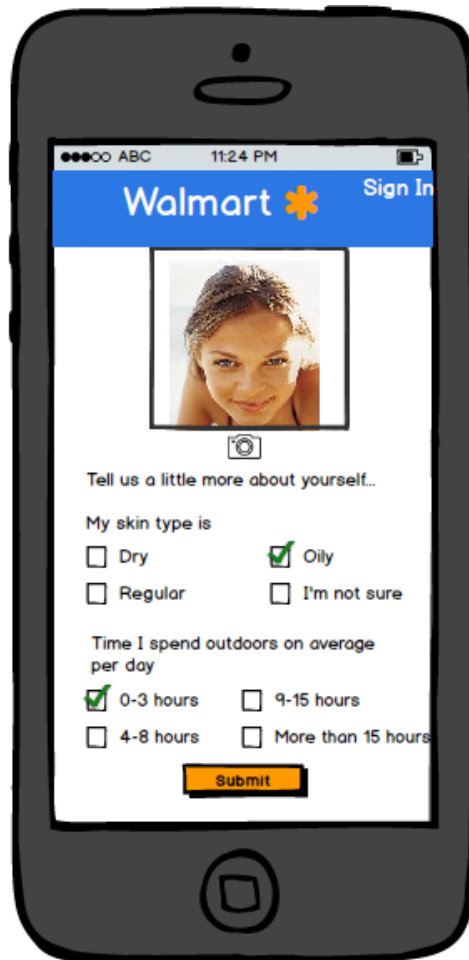 ABC 11:24 PM
Walmart Sign In
Tell us a little more about yourself...
My skin type is
Dry Oily
Regular I'm not sure
Time I spend outdoors on average
per day
0-3 hours 9-15 hours
4-8 hours More than 15 hours
Submit